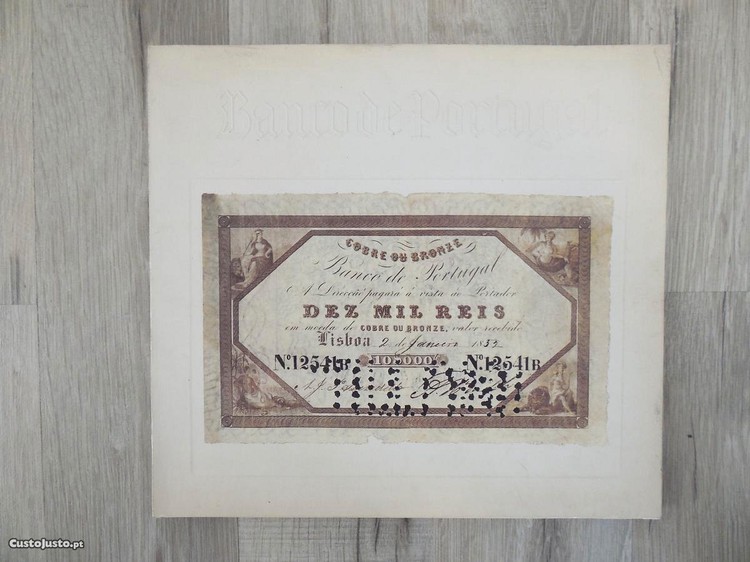 Banco de Portugal
COBRE OU BRONZE
Banco de Portugal
A Direcção pagará á vista ao Portador
DEZ MIL REIS
em moeda de COBRE OU BRONZE, valor recebido
Lisboa 2 de Janeiro 1833
Nº12541B 10$000 Nº12541B
CustoJusto.pt